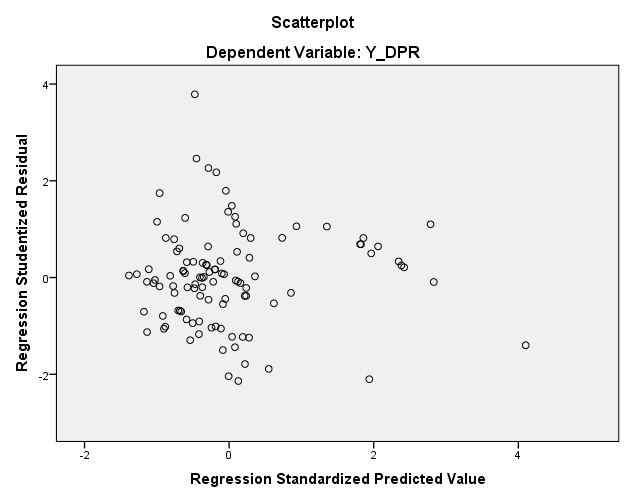 Scatterplot
Dependent Variable: Y_DPR
Regression Studentized Residual
4
2
0
-2
-2 0 2 4
Regression Standardized Predicted Value